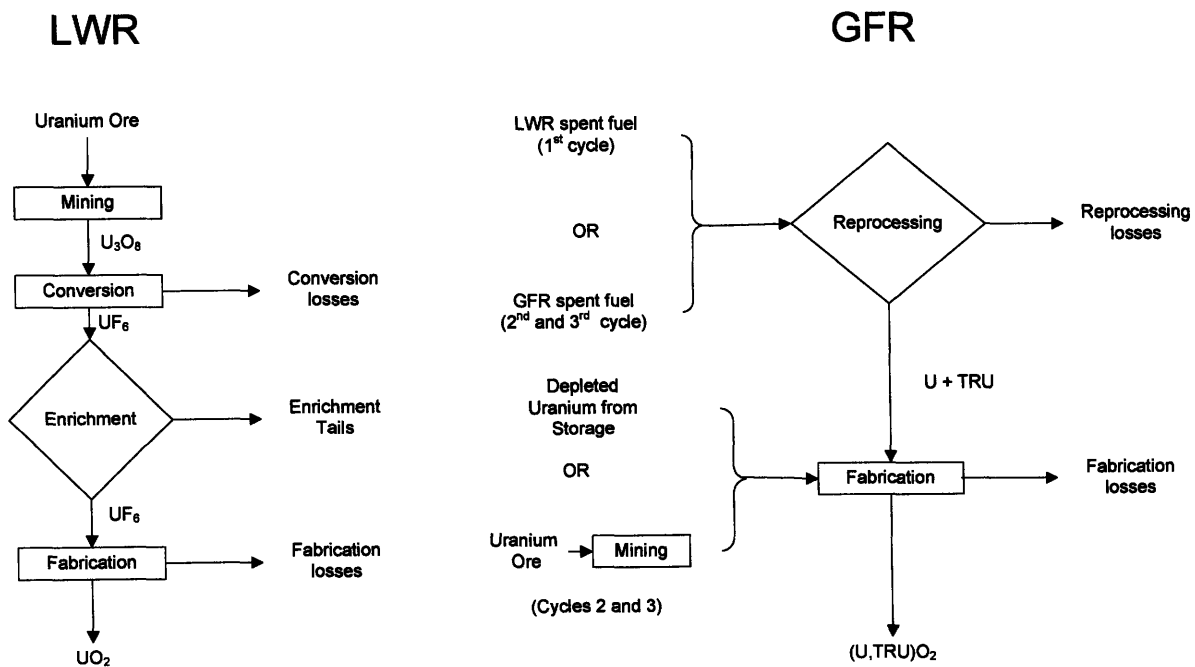 LWR
Uranium Ore
Mining
U₃O₈
Conversion
Conversion
losses
UF₆
Enrichment
Enrichment
Tails
UF₆
Fabrication
Fabrication
losses
UO₂
GFR
LWR spent fuel
(1ˢᵗ cycle)
OR
GFR spent fuel
(2ⁿᵈ and 3ʳᵈ cycle)
Reprocessing
Reprocessing
losses
U + TRU
Depleted
Uranium from
Storage
OR
Uranium
Ore
Mining
(Cycles 2 and 3)
Fabrication
Fabrication
losses
(U,TRU)O₂